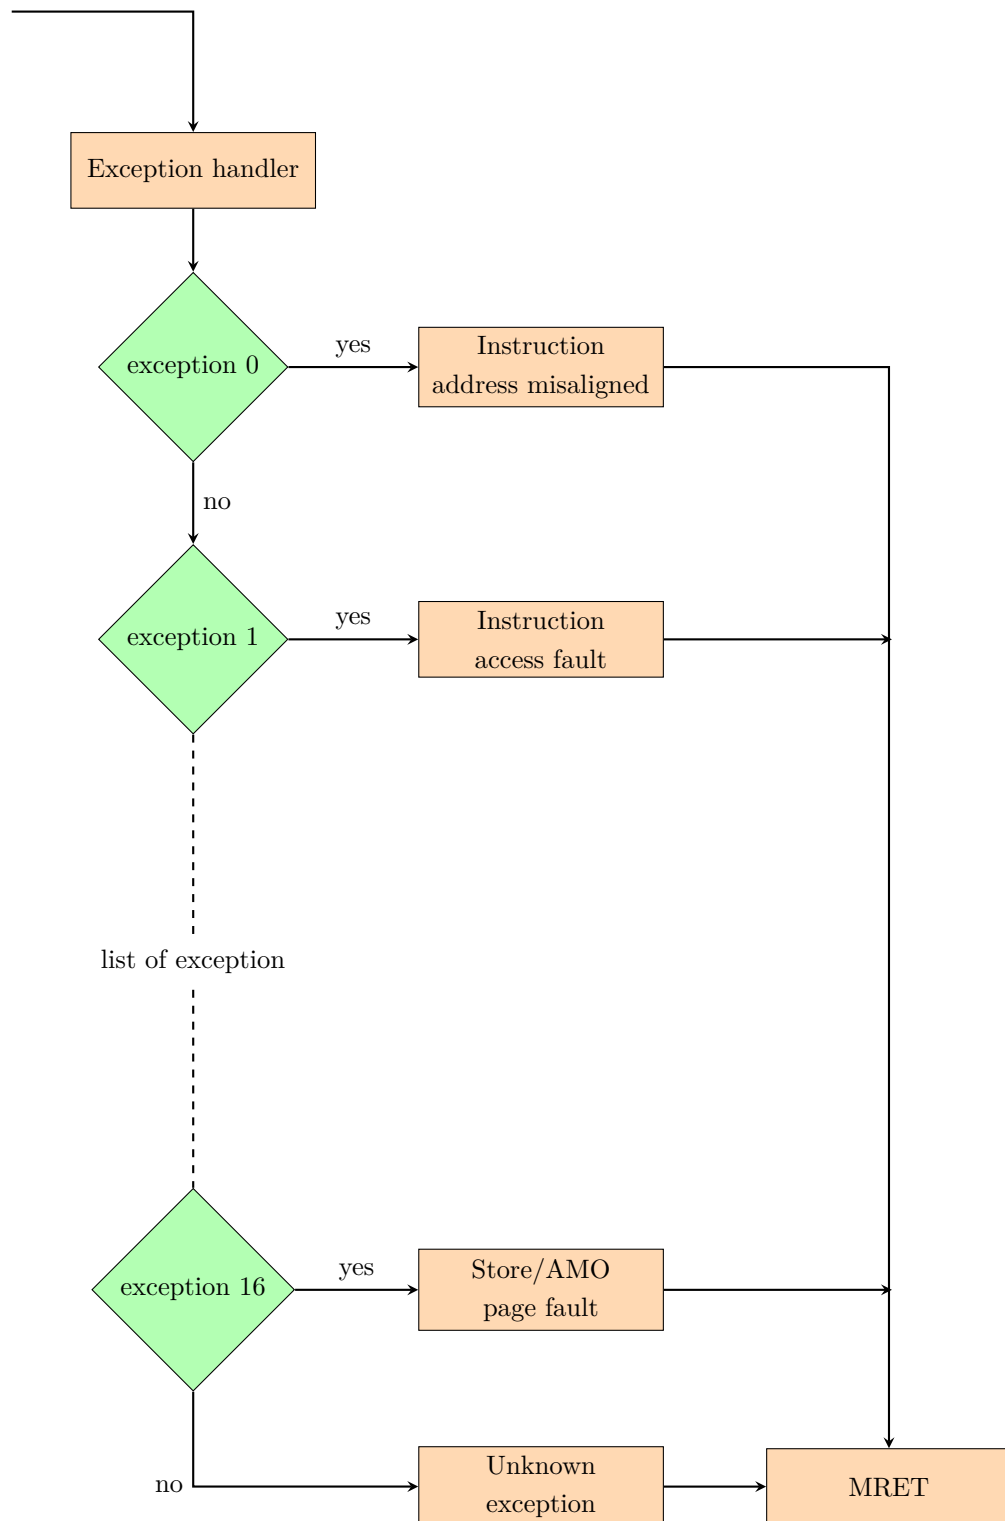 Exception handler
exception 0
yes
Instruction
address misaligned
no
exception 1
yes
Instruction
access fault
list of exception
exception 16
yes
Store/AMO
page fault
no
Unknown
exception
MRET